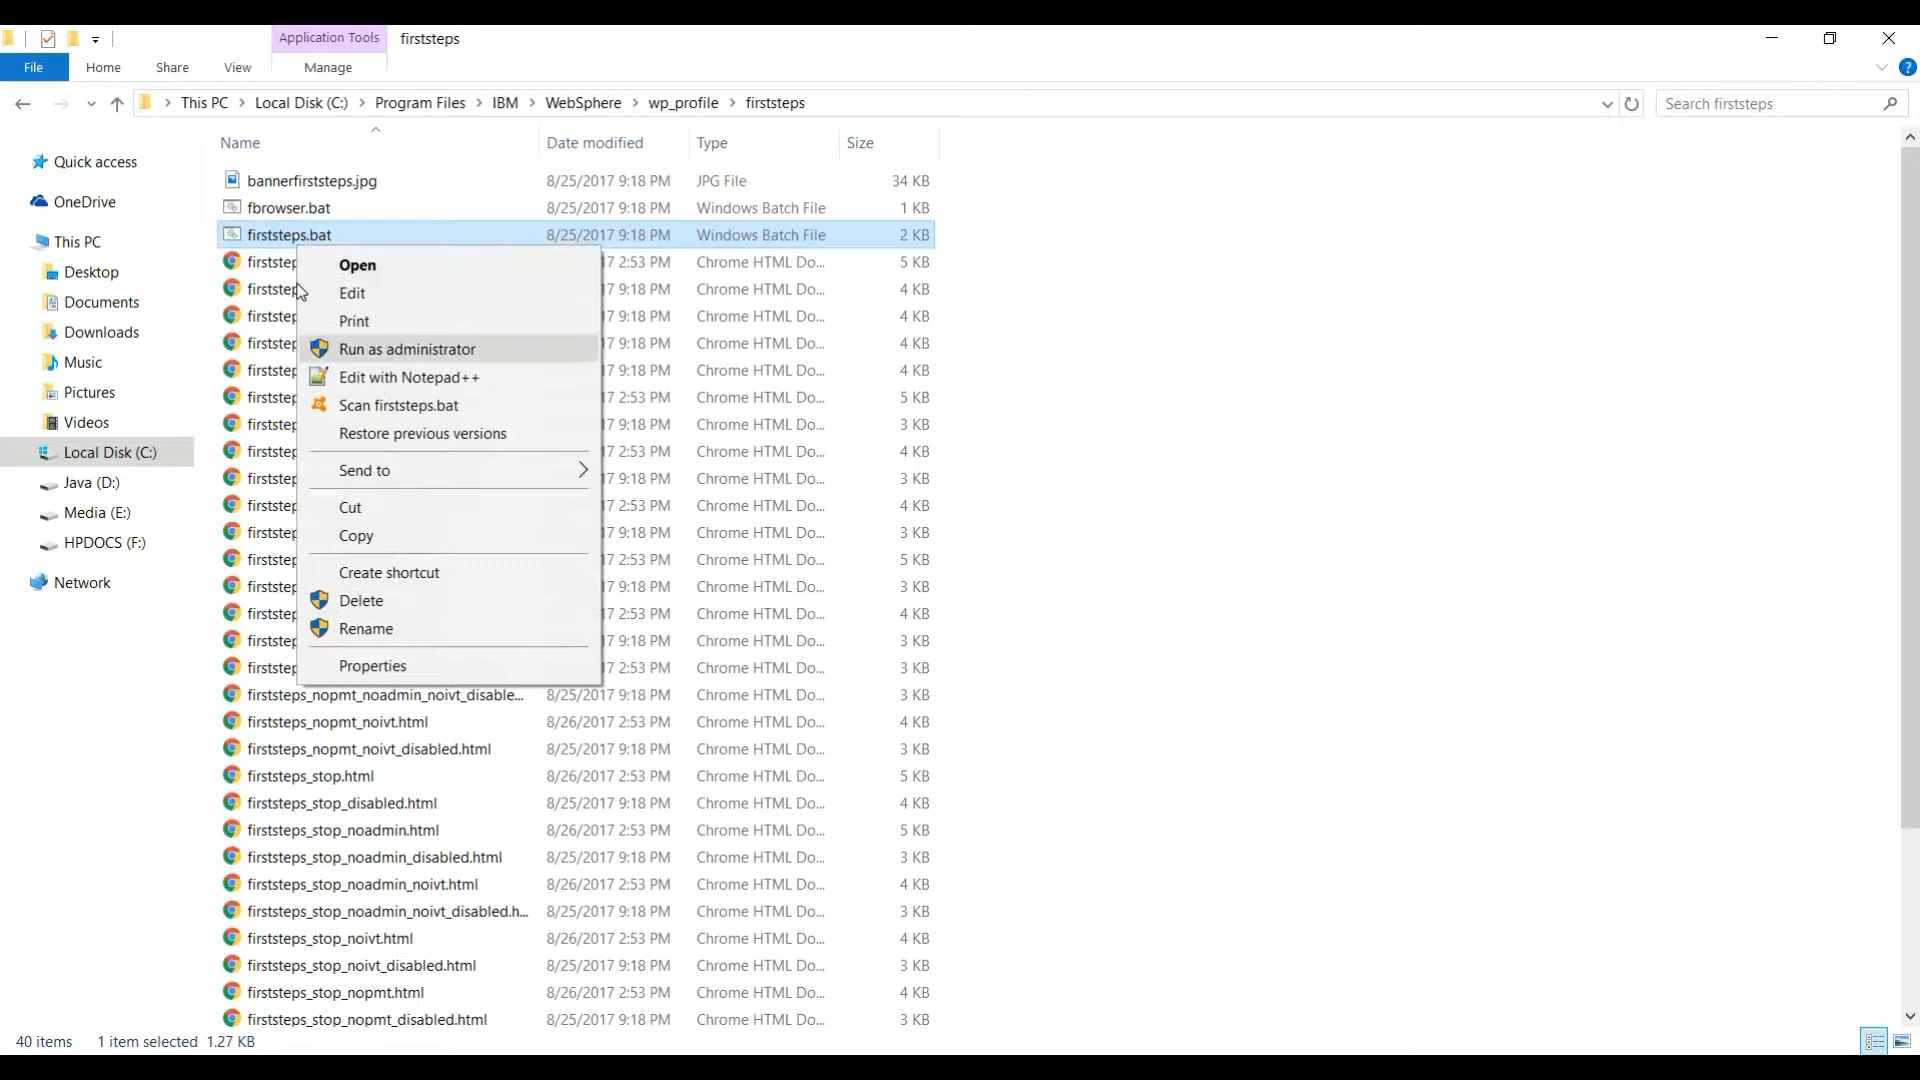 Application Tools firststeps
File Home Share View Manage
This PC Local Disk (C:) Program Files IBM WebSphere wp_profile firststeps Search firststeps
Name Date modified Type Size
Quick access
OneDrive
This PC
Desktop
Documents
Downloads
Music
Pictures
Videos
Local Disk (C:)
Java (D:)
Media (E:)
HPDOCS (F:)
Network
bannerfirststeps.jpg 8/25/2017 9:18 PM JPG File 34 KB
fbrowser.bat 8/25/2017 9:18 PM Windows Batch File 1 KB
firststeps.bat 8/25/2017 9:18 PM Windows Batch File 2 KB
firststep 17 2:53 PM Chrome HTML Do... 5 KB
firststep 17 9:18 PM Chrome HTML Do... 4 KB
firststep 17 9:18 PM Chrome HTML Do... 4 KB
firststep 17 9:18 PM Chrome HTML Do... 4 KB
firststep 17 9:18 PM Chrome HTML Do... 4 KB
firststep 17 2:53 PM Chrome HTML Do... 5 KB
firststep 17 9:18 PM Chrome HTML Do... 3 KB
firststep 17 2:53 PM Chrome HTML Do... 4 KB
firststep 17 9:18 PM Chrome HTML Do... 3 KB
firststep 17 2:53 PM Chrome HTML Do... 4 KB
firststep 17 9:18 PM Chrome HTML Do... 3 KB
firststep 17 2:53 PM Chrome HTML Do... 5 KB
firststep 17 9:18 PM Chrome HTML Do... 3 KB
firststep 17 2:53 PM Chrome HTML Do... 4 KB
firststep 17 9:18 PM Chrome HTML Do... 3 KB
firststep 17 2:53 PM Chrome HTML Do... 3 KB
firststeps_nopmt_noadmin_noivt_disable... 8/25/2017 9:18 PM Chrome HTML Do... 3 KB
firststeps_nopmt_noivt.html 8/26/2017 2:53 PM Chrome HTML Do... 4 KB
firststeps_nopmt_noivt_disabled.html 8/25/2017 9:18 PM Chrome HTML Do... 3 KB
firststeps_stop.html 8/26/2017 2:53 PM Chrome HTML Do... 5 KB
firststeps_stop_disabled.html 8/25/2017 9:18 PM Chrome HTML Do... 4 KB
firststeps_stop_noadmin.html 8/26/2017 2:53 PM Chrome HTML Do... 5 KB
firststeps_stop_noadmin_disabled.html 8/25/2017 9:18 PM Chrome HTML Do... 3 KB
firststeps_stop_noadmin_noivt.html 8/26/2017 2:53 PM Chrome HTML Do... 4 KB
firststeps_stop_noadmin_noivt_disabled.h... 8/25/2017 9:18 PM Chrome HTML Do... 3 KB
firststeps_stop_noivt.html 8/26/2017 2:53 PM Chrome HTML Do... 4 KB
firststeps_stop_noivt_disabled.html 8/25/2017 9:18 PM Chrome HTML Do... 3 KB
firststeps_stop_nopmt.html 8/26/2017 2:53 PM Chrome HTML Do... 4 KB
firststeps_stop_nopmt_disabled.html 8/25/2017 9:18 PM Chrome HTML Do... 3 KB
Open
Edit
Print
Run as administrator
Edit with Notepad++
Scan firststeps.bat
Restore previous versions
Send to
Cut
Copy
Create shortcut
Delete
Rename
Properties
40 items 1 item selected 1.27 KB